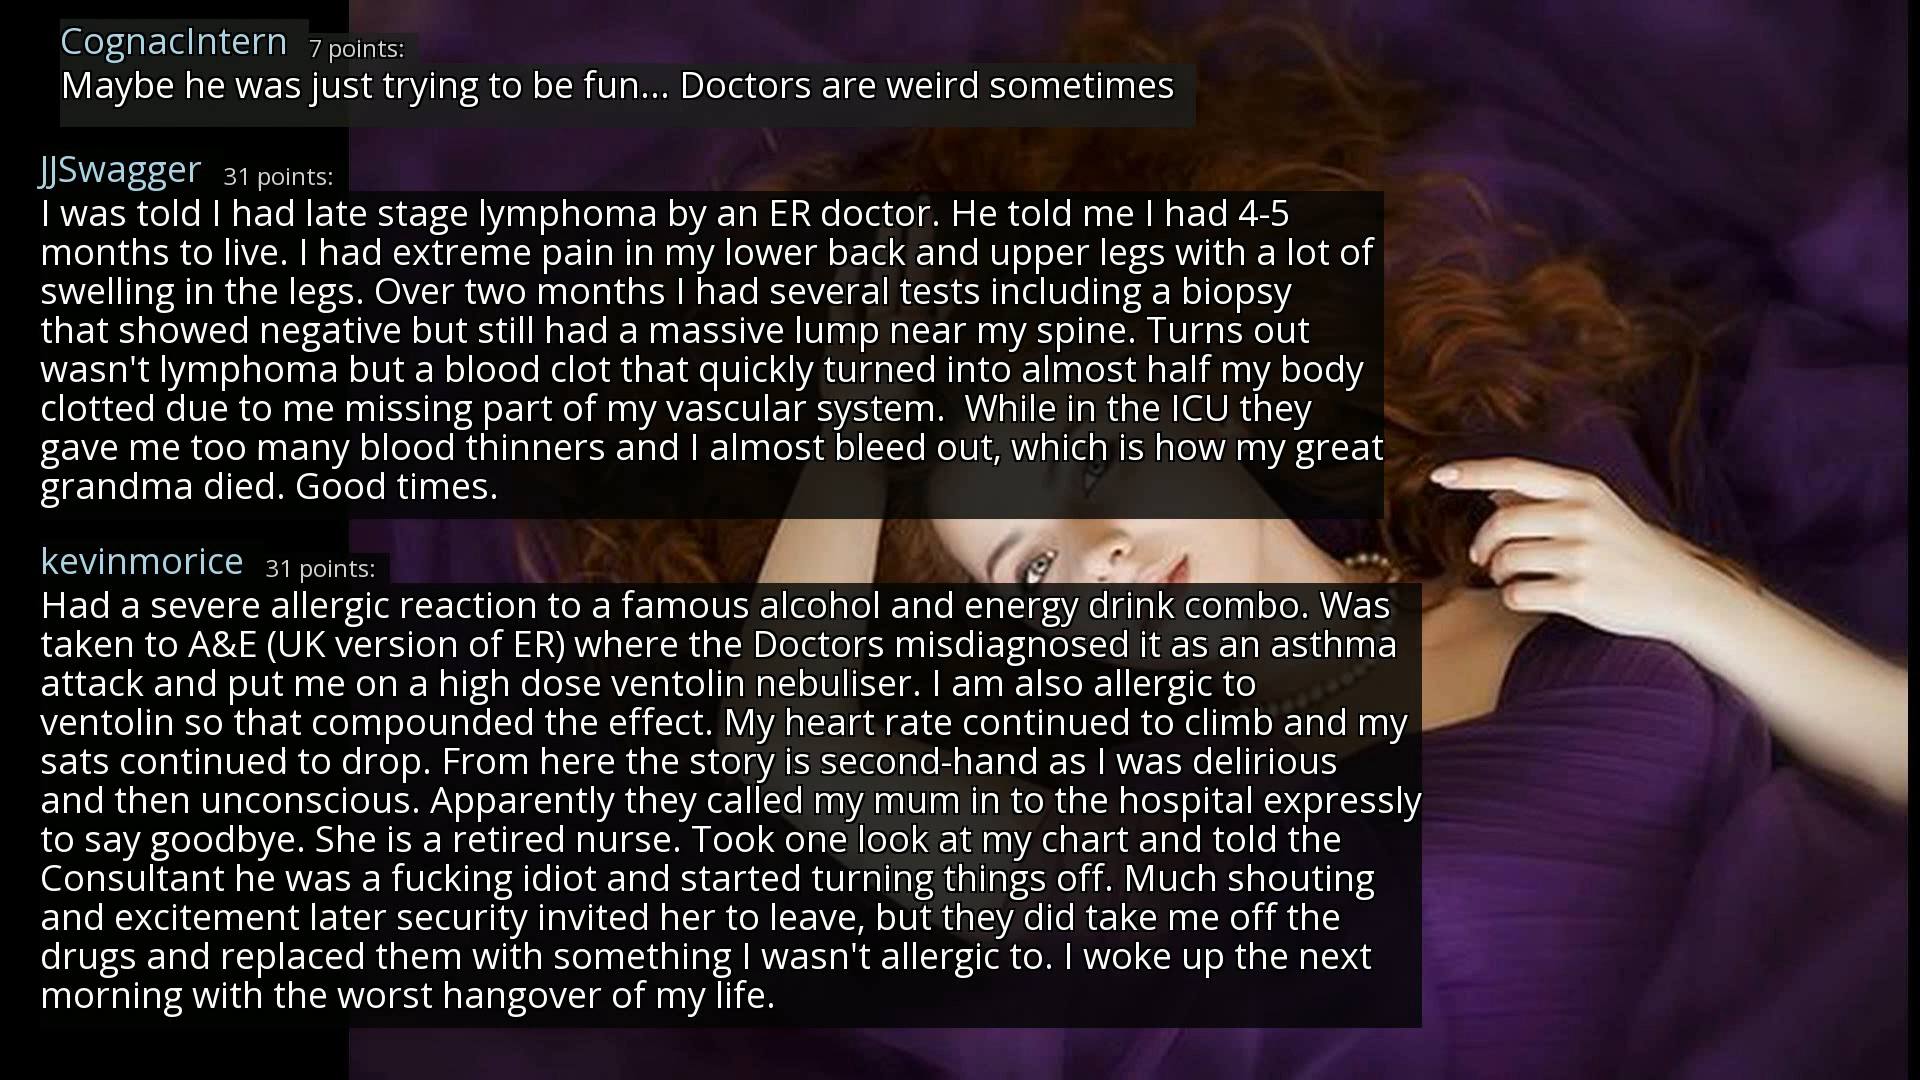 CognacIntern 7 points:
Maybe he was just trying to be fun... Doctors are weird sometimes
JJSwagger 31 points:
I was told I had late stage lymphoma by an ER doctor. He told me I had 4-5
months to live. I had extreme pain in my lower back and upper legs with a lot of
swelling in the legs. Over two months I had several tests including a biopsy
that showed negative but still had a massive lump near my spine. Turns out
wasn't lymphoma but a blood clot that quickly turned into almost half my body
clotted due to me missing part of my vascular system.  While in the ICU they
gave me too many blood thinners and I almost bleed out, which is how my great
grandma died. Good times.
kevinmorice 31 points:
Had a severe allergic reaction to a famous alcohol and energy drink combo. Was
taken to A&E (UK version of ER) where the Doctors misdiagnosed it as an asthma
attack and put me on a high dose ventolin nebuliser. I am also allergic to
ventolin so that compounded the effect. My heart rate continued to climb and my
sats continued to drop. From here the story is second-hand as I was delirious
and then unconscious. Apparently they called my mum in to the hospital expressly
to say goodbye. She is a retired nurse. Took one look at my chart and told the
Consultant he was a fucking idiot and started turning things off. Much shouting
and excitement later security invited her to leave, but they did take me off the
drugs and replaced them with something I wasn't allergic to. I woke up the next
morning with the worst hangover of my life.